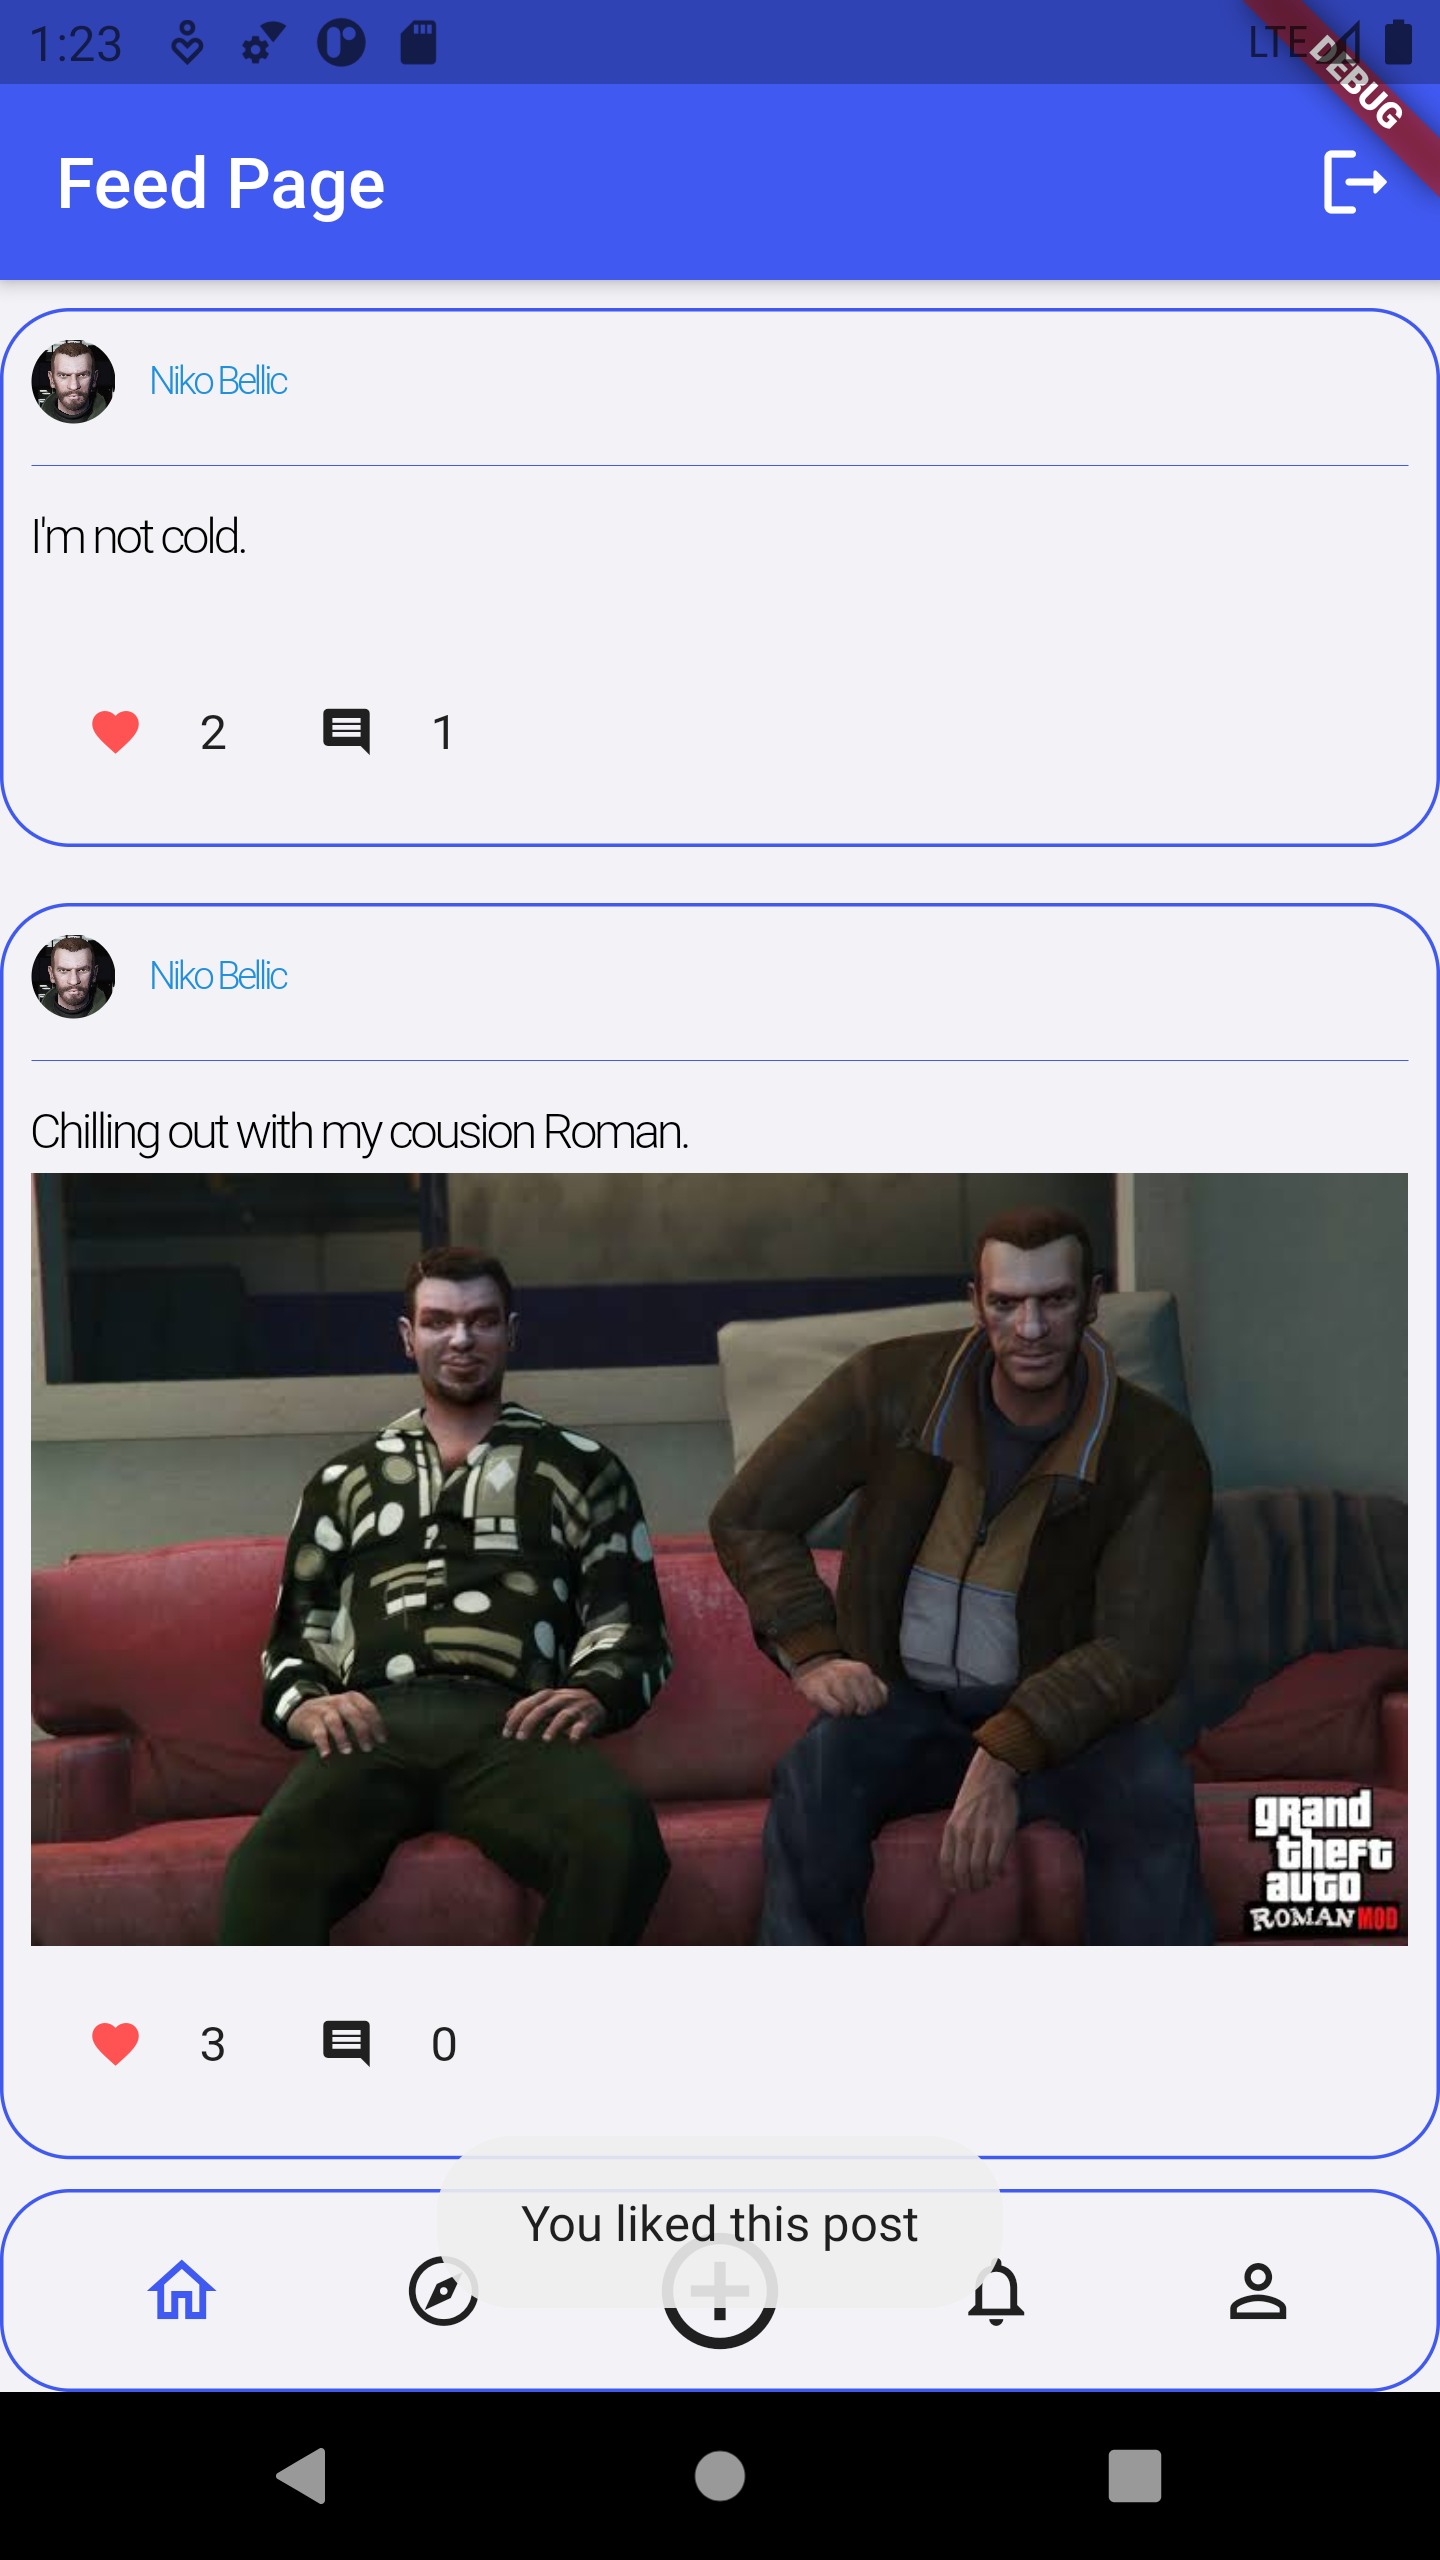 1:23
LTE
DEBUG
Feed Page
Niko Bellic
I'm not cold.
2
1
Niko Bellic
Chilling out with my cousion Roman.
grand
theft
auto
ROMAN MOD
3
0
You liked this post